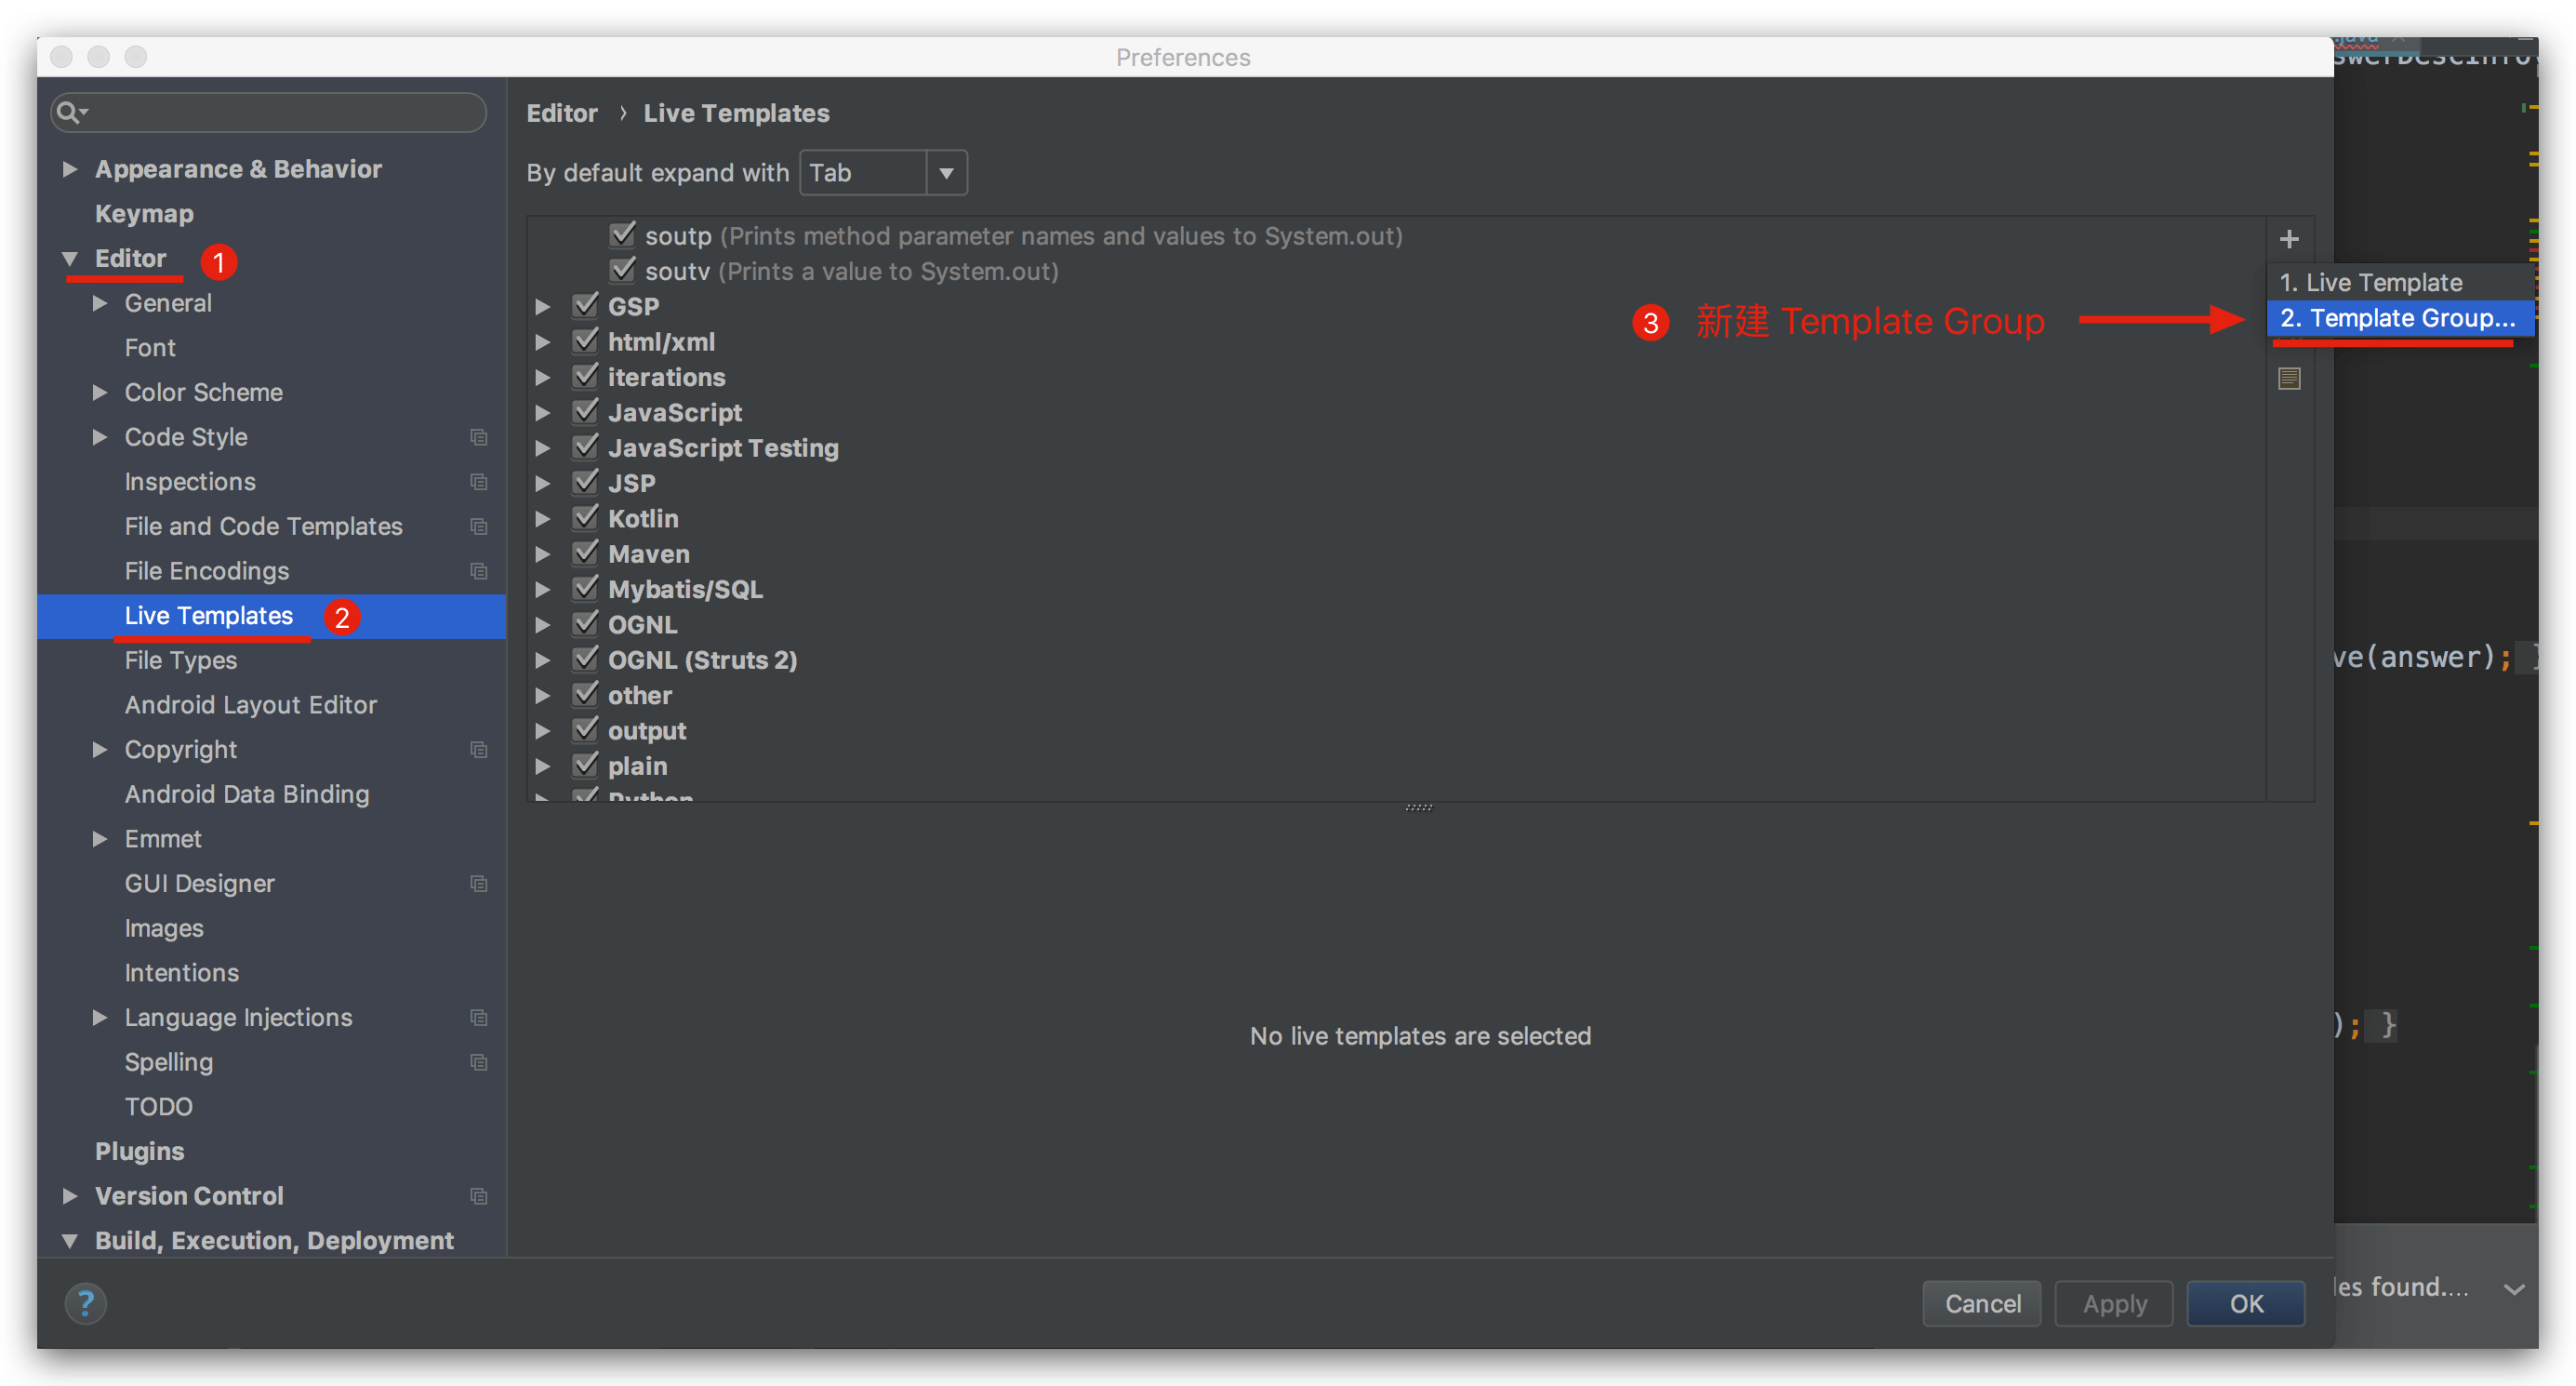 Preferences
Appearance & Behavior
Keymap
Editor
1
General
Font
Color Scheme
Code Style
Inspections
File and Code Templates
File Encodings
Live Templates
2
File Types
Android Layout Editor
Copyright
Android Data Binding
Emmet
GUI Designer
Images
Intentions
Language Injections
Spelling
TODO
Plugins
Version Control
Build, Execution, Deployment
Editor › Live Templates
By default expand with Tab
soutp (Prints method parameter names and values to System.out)
soutv (Prints a value to System.out)
GSP
html/xml
iterations
JavaScript
JavaScript Testing
JSP
Kotlin
Maven
Mybatis/SQL
OGNL
OGNL (Struts 2)
other
output
plain
Python
3 新建 Template Group
1. Live Template
2. Template Group...
No live templates are selected
ve(answer); }
); }
les found....
? Cancel Apply OK